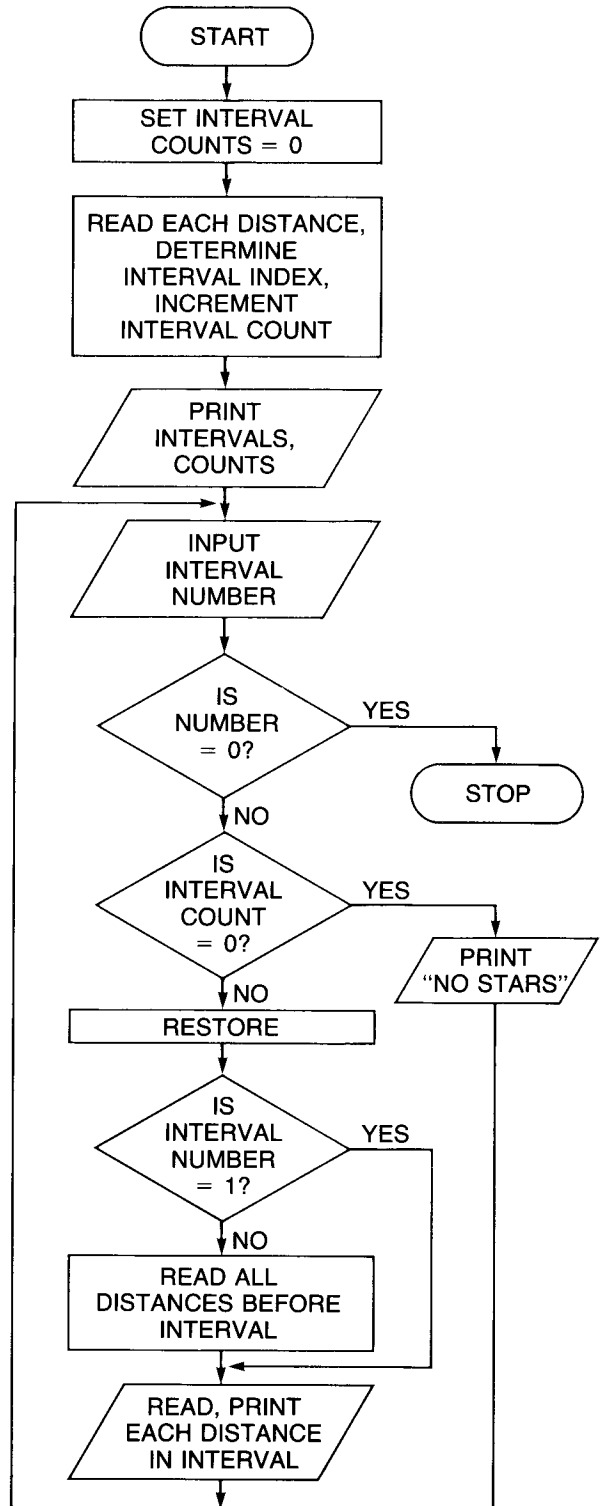 START
SET INTERVAL
COUNTS = 0
READ EACH DISTANCE,
DETERMINE
INTERVAL INDEX,
INCREMENT
INTERVAL COUNT
PRINT
INTERVALS,
COUNTS
INPUT
INTERVAL
NUMBER
IS
NUMBER
= 0?
YES
STOP
NO
IS
INTERVAL
COUNT
= 0?
YES
PRINT
“NO STARS”
NO
RESTORE
IS
INTERVAL
NUMBER
= 1?
YES
NO
READ ALL
DISTANCES BEFORE
INTERVAL
READ, PRINT
EACH DISTANCE
IN INTERVAL